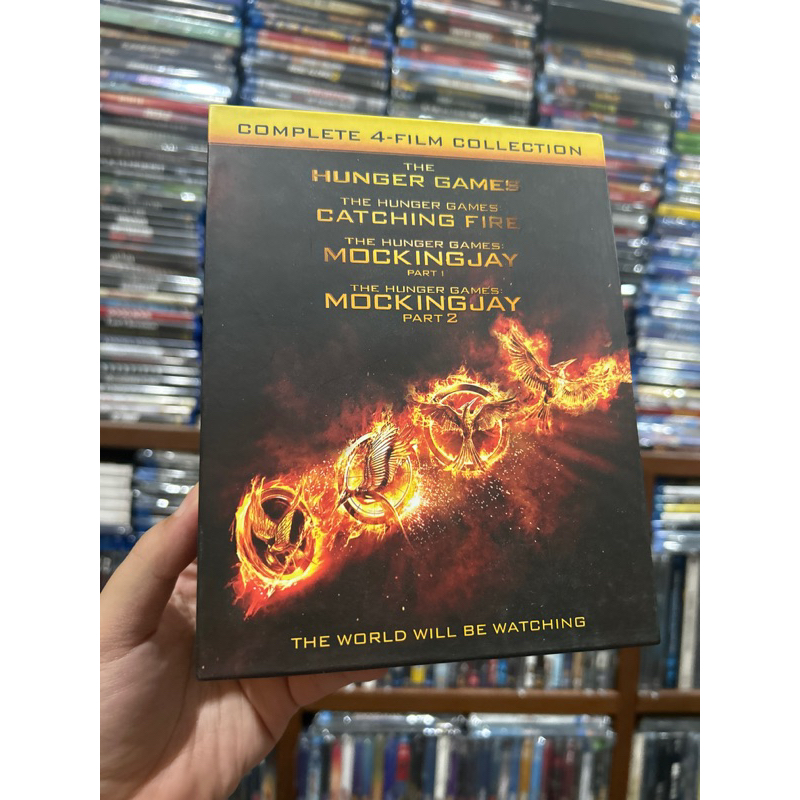 COMPLETE 4-FILM COLLECTION
THE
HUNGER GAMES
THE HUNGER GAMES
CATCHING FIRE
THE HUNGER GAMES:
MOCKINGJAY
PART 1
THE HUNGER GAMES:
MOCKINGJAY
PART 2
THE WORLD WILL BE WATCHING